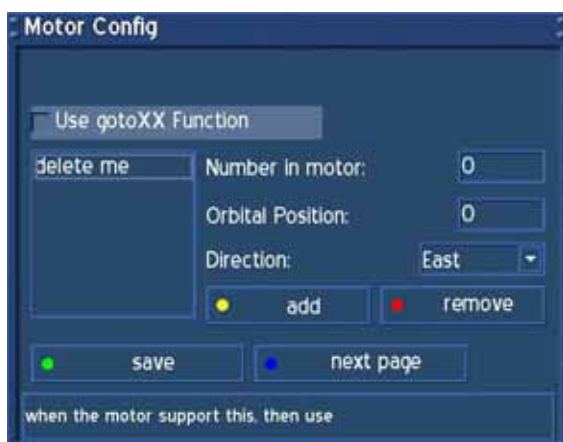 Motor Config
Use gotoXX Function
delete me
Number in motor:
0
Orbital Position:
0
Direction:
East
add
remove
save
next page
when the motor support this, then use